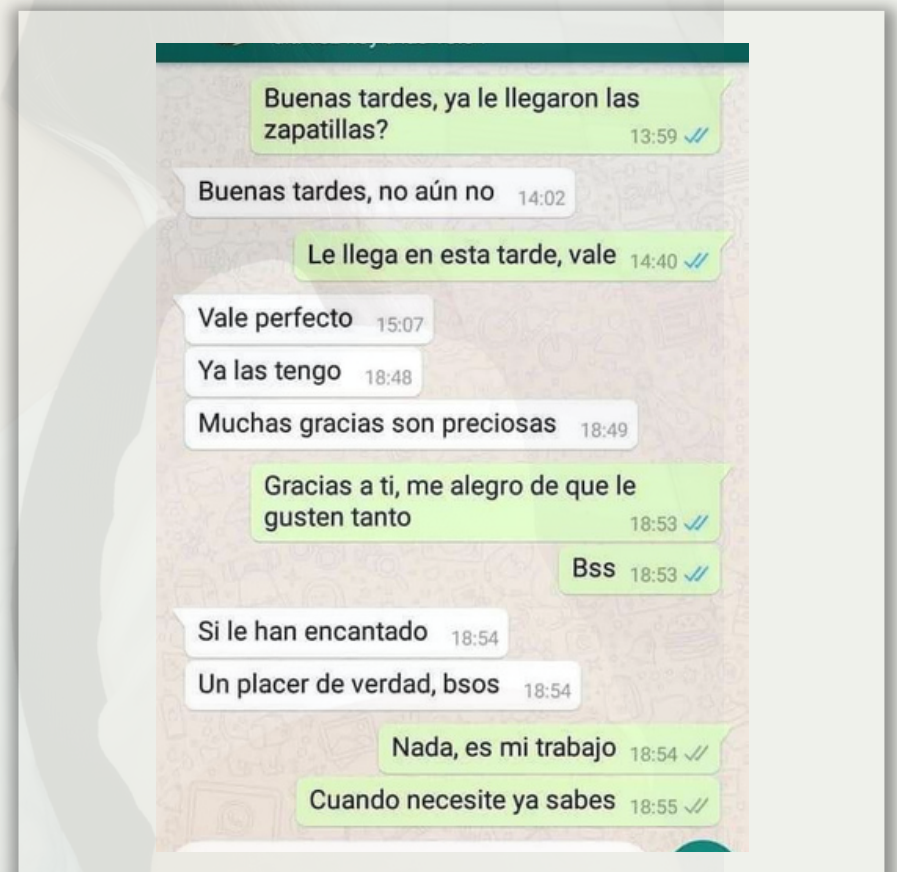 Buenas tardes, ya le llegaron las
zapatillas?
13:59
Buenas tardes, no aún no 14:02
Le llega en esta tarde, vale 14:40
Vale perfecto 15:07
Ya las tengo 18:48
Muchas gracias son preciosas 18:49
Gracias a ti, me alegro de que le
gusten tanto
18:53
Bss 18:53
Si le han encantado 18:54
Un placer de verdad, bsos 18:54
Nada, es mi trabajo 18:54
Cuando necesite ya sabes 18:55